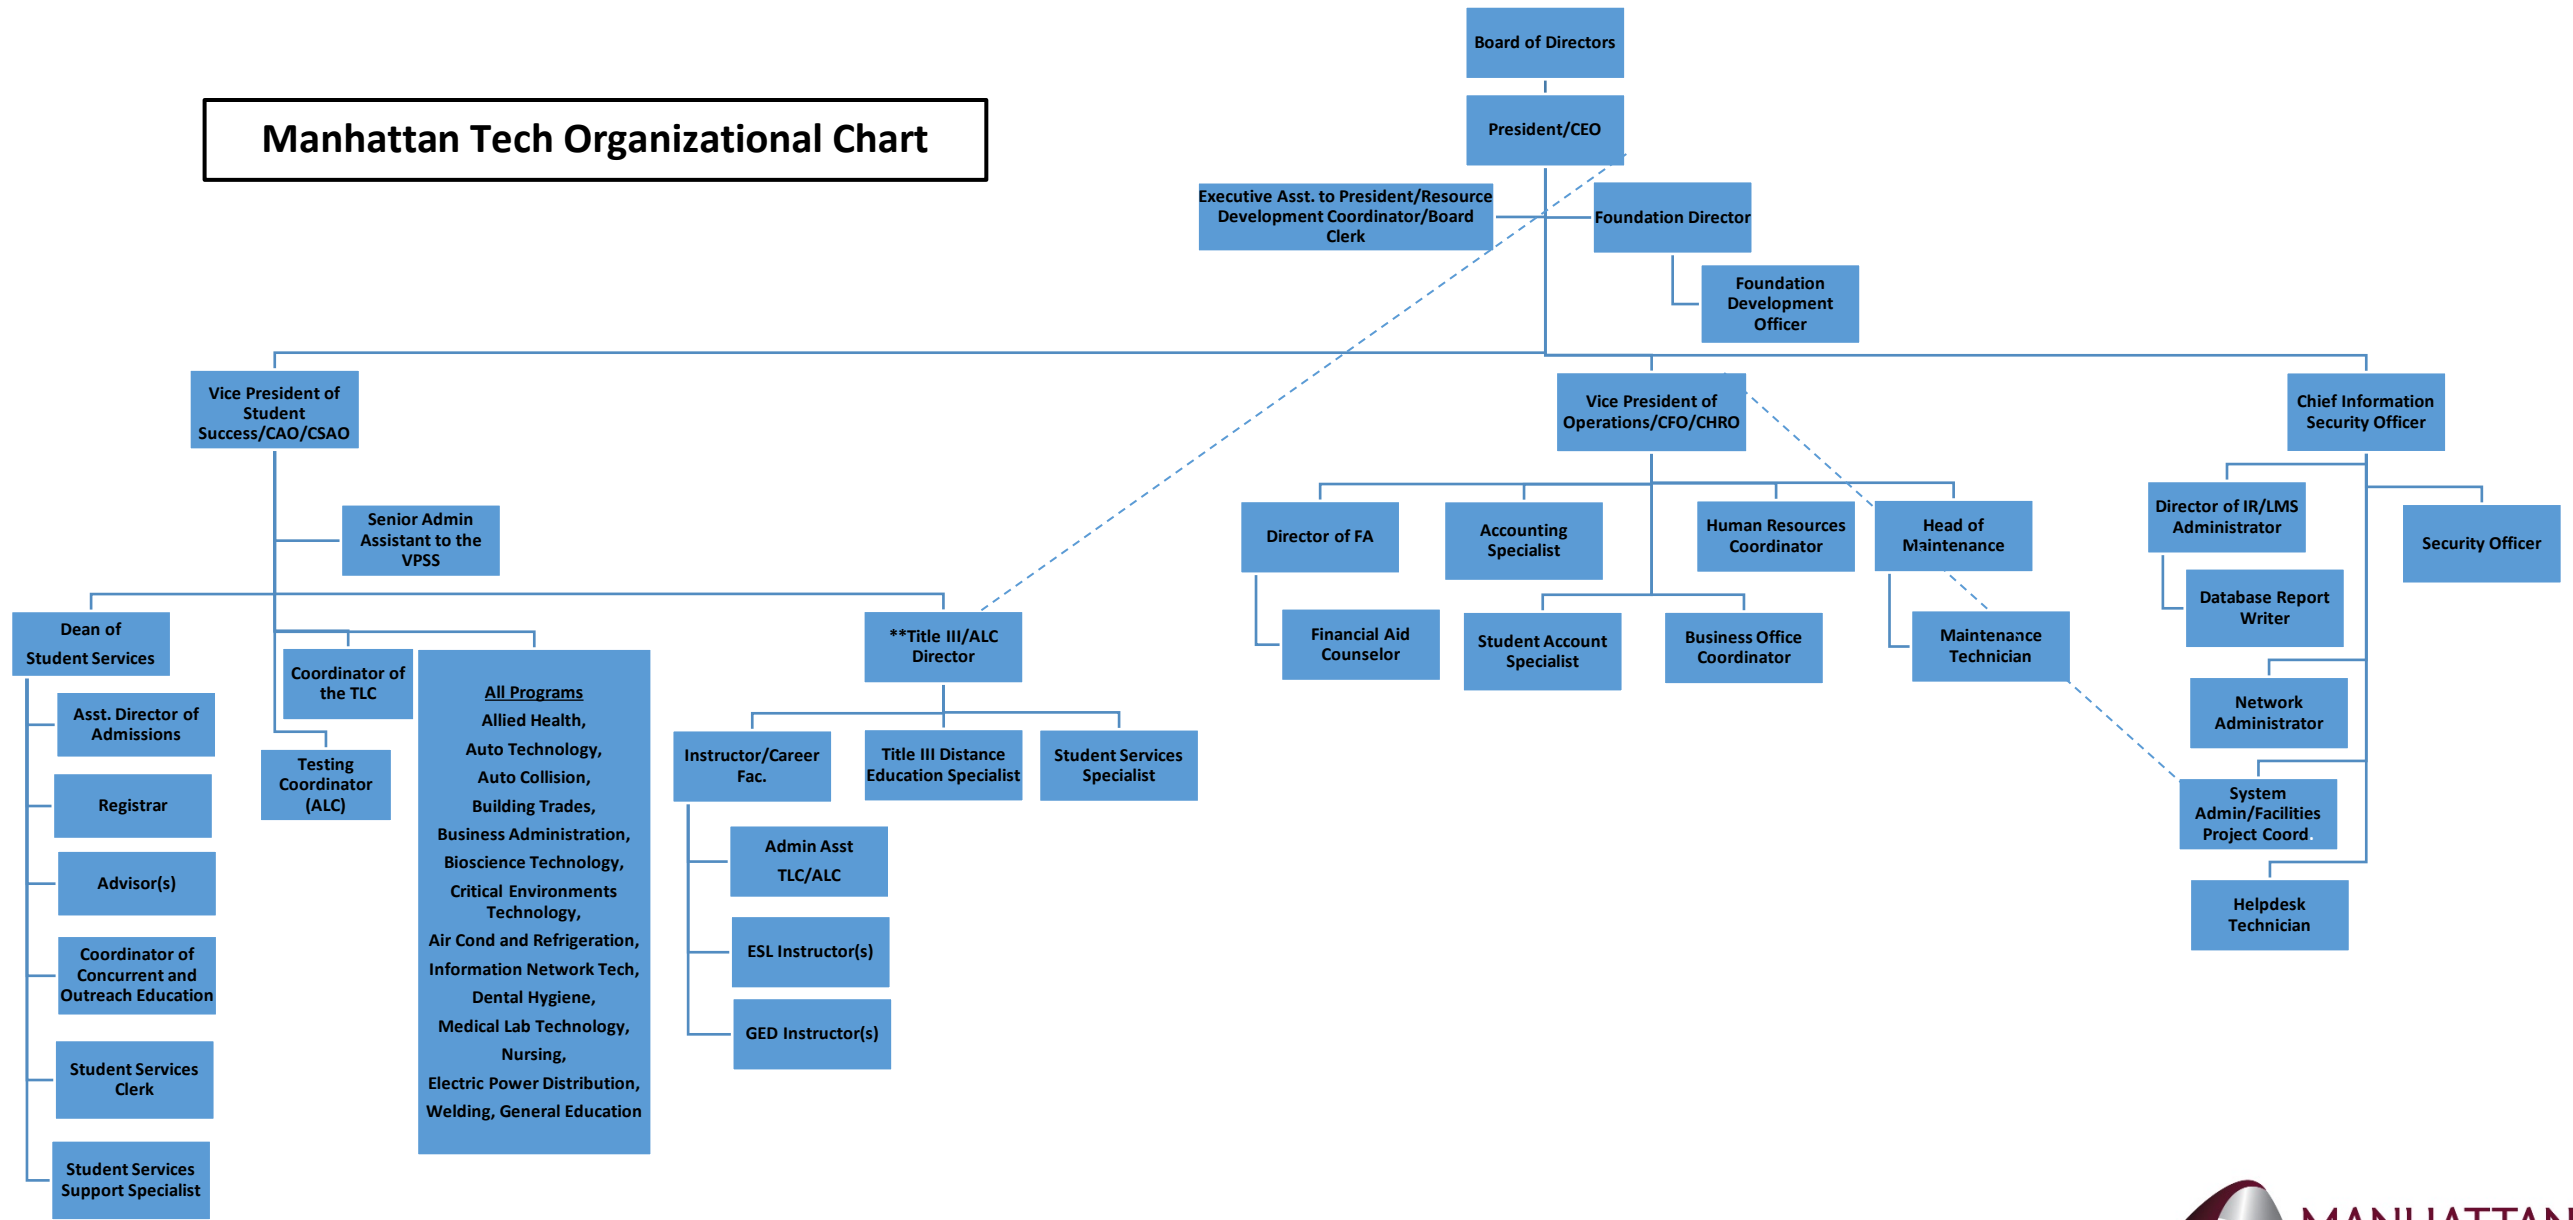 Board of Directors
Manhattan Tech Organizational Chart
President/CEO
Executive Asst. to President/Resource
Development Coordinator/Board
Clerk
Foundation Director
Foundation
Development
Officer
Vice President of
Student
Success/CAO/CSAO
Vice President of
Operations/CFO/CHRO
Chief Information
Security Officer
Senior Admin
Assistant to the
VPSS
Director of FA
Accounting
Specialist
Human Resources
Coordinator
Head of
Maintenance
Director of IR/LMS
Administrator
Security Officer
Database Report
Writer
Dean of
Student Services
Coordinator of
the TLC
**Title III/ALC
Director
Financial Aid
Counselor
Student Account
Specialist
Business Office
Coordinator
Maintenance
Technician
Network
Administrator
Asst. Director of
Admissions
Registrar
Advisor(s)
Coordinator of
Concurrent and
Outreach Education
Student Services
Clerk
Student Services
Support Specialist
Testing
Coordinator
(ALC)
All Programs
Allied Health,
Auto Technology,
Auto Collision,
Building Trades,
Business Administration,
Bioscience Technology,
Critical Environments
Technology,
Air Cond and Refrigeration,
Information Network Tech,
Dental Hygiene,
Medical Lab Technology,
Nursing,
Electric Power Distribution,
Welding, General Education
Instructor/Career
Fac.
Title III Distance
Education Specialist
Student Services
Specialist
Admin Asst
TLC/ALC
ESL Instructor(s)
GED Instructor(s)
System
Admin/Facilities
Project Coord.
Helpdesk
Technician
MANHATTAN